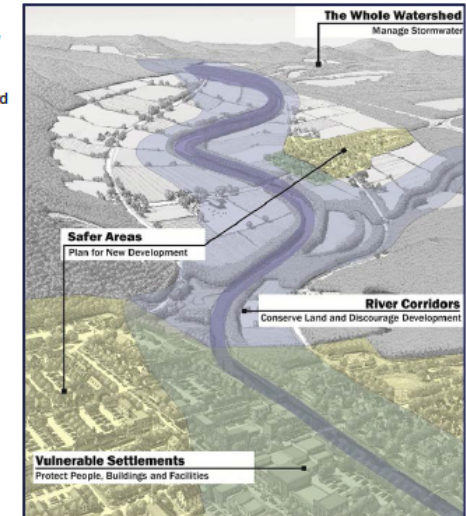 The Whole Watershed
Manage Stormwater
d
Safer Areas
Plan for New Development
River Corridors
Conserve Land and Discourage Development
Vulnerable Settlements
Protect People, Buildings and Facilities